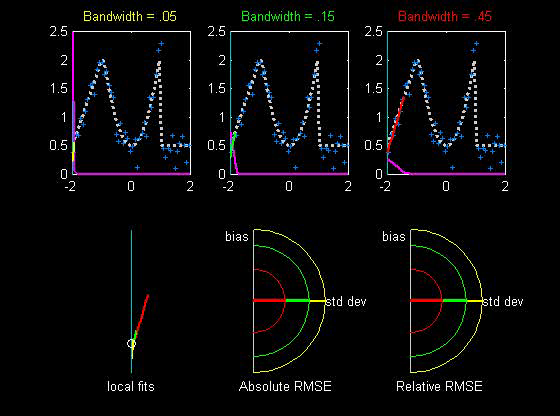 Bandwidth = .05
Bandwidth = .15
Bandwidth = .45
2.5
2
1.5
1
0.5
0
-2
0
2
2.5
2
1.5
1
0.5
0
-2
0
2
2.5
2
1.5
1
0.5
0
-2
0
2
bias
std dev
bias
std dev
local fits
Absolute RMSE
Relative RMSE